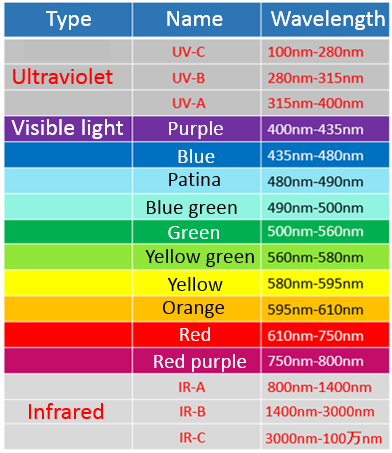 Type Name Wavelength
UV-C 100nm-280nm
Ultraviolet UV-B 280nm-315nm
UV-A 315nm-400nm
Visible light Purple 400nm-435nm
Blue 435nm-480nm
Patina 480nm-490nm
Blue green 490nm-500nm
Green 500nm-560nm
Yellow green 560nm-580nm
Yellow 580nm-595nm
Orange 595nm-610nm
Red 610nm-750nm
Red purple 750nm-800nm
IR-A 800nm-1400nm
Infrared IR-B 1400nm-3000nm
IR-C 3000nm-100万nm